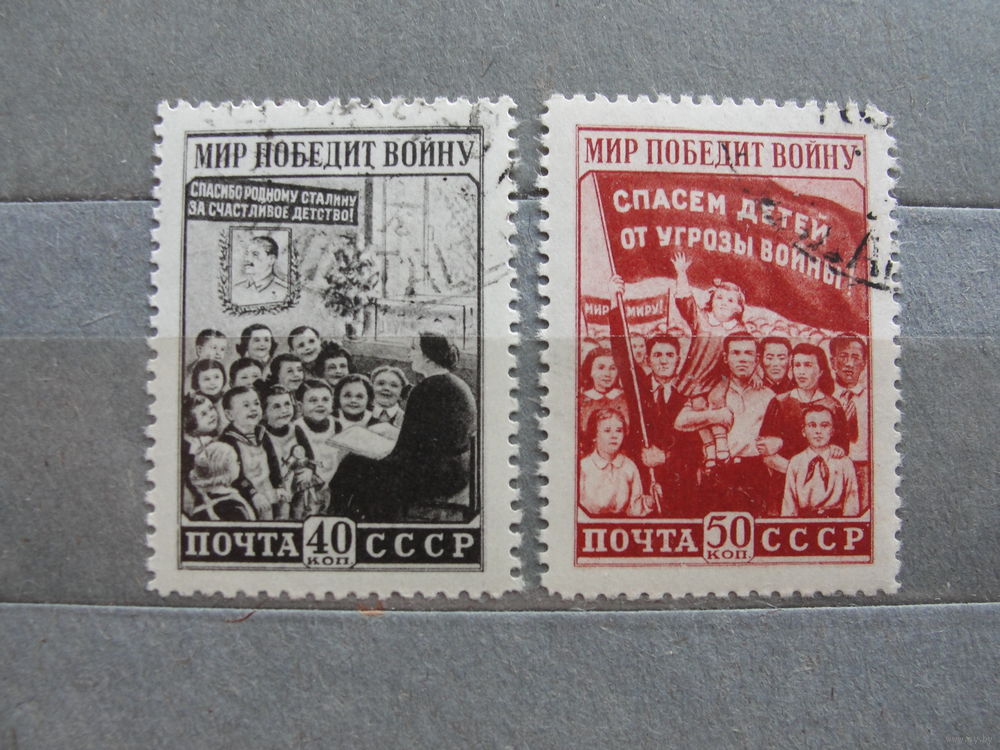 МИР ПОБЕДИТ ВОЙНУ
СПАСИБО РОДНОМУ СТАЛИНУ
ЗА СЧАСТЛИВОЕ ДЕТСТВО!
ПОЧТА 40 КОП. СССР
МИР ПОБЕДИТ ВОЙНУ
СПАСЕМ ДЕТЕЙ
ОТ УГРОЗЫ ВОЙНЫ!
МИР МИРУ!
ПОЧТА 50 КОП. СССР